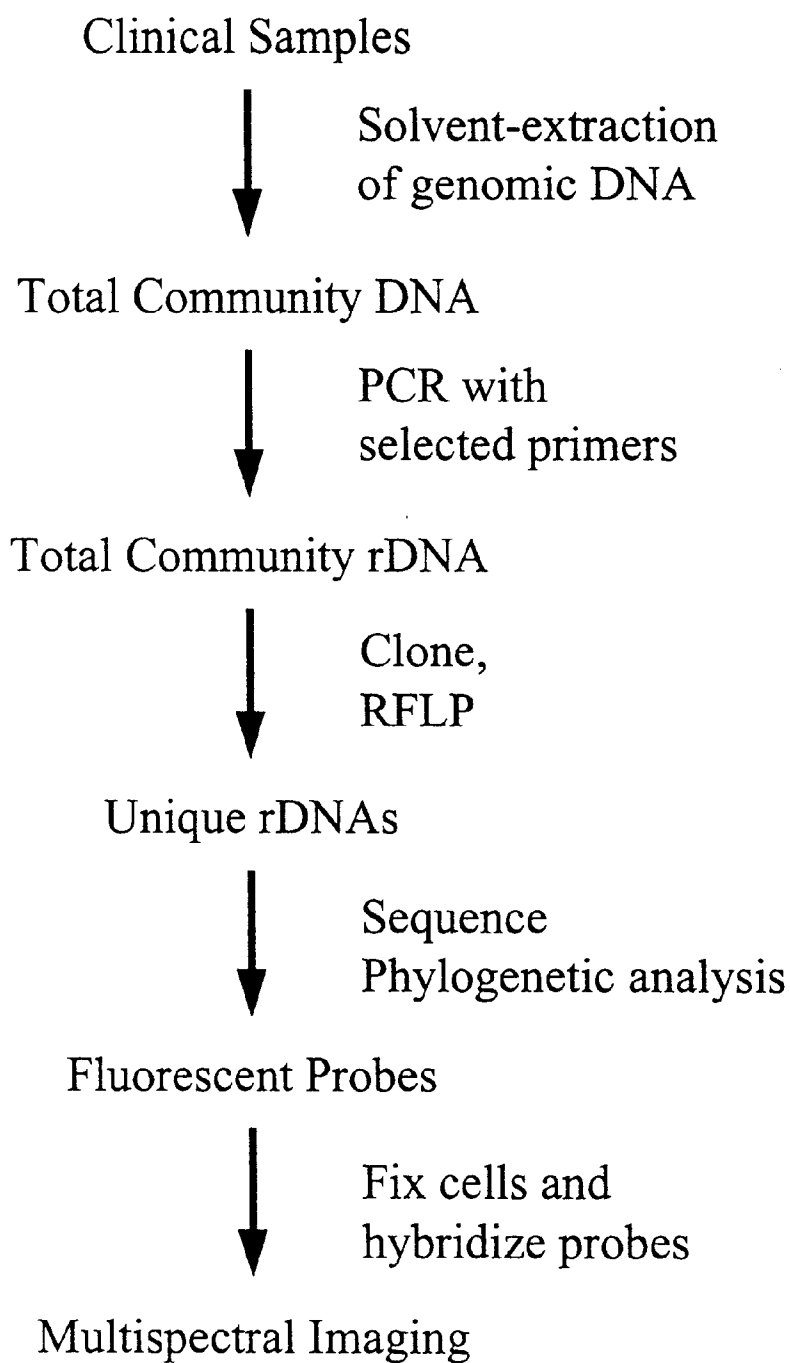 Clinical Samples
Solvent-extraction
of genomic DNA
Total Community DNA
PCR with
selected primers
Total Community rDNA
Clone,
RFLP
Unique rDNAs
Sequence
Phylogenetic analysis
Fluorescent Probes
Fix cells and
hybridize probes
Multispectral Imaging